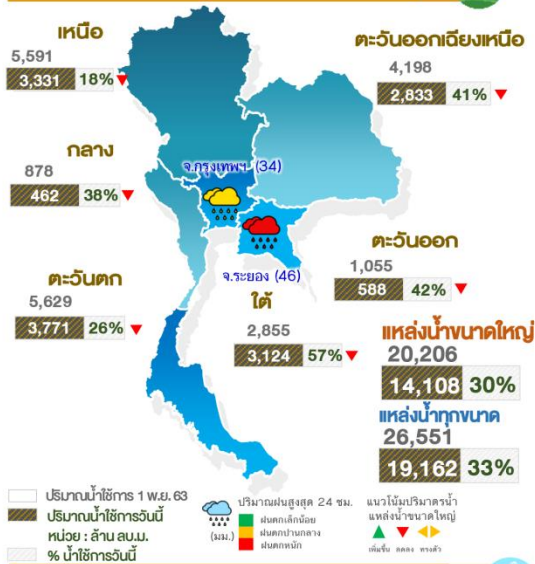 เหนือ
5,591
3,331 18%
ตะวันออกเฉียงเหนือ
4,198
2,833 41%
กลาง
878
462 38%
จ.กรุงเทพฯ (34)
ตะวันออก
1,055
588 42%
จ.ระยอง (46)
ตะวันตก
5,629
3,771 26%
ใต้
2,855
3,124 57%
แหล่งน้ำขนาดใหญ่
20,206
14,108 30%
แหล่งน้ำทุกขนาด
26,551
19,162 33%
ปริมาณน้ำใช้การ 1 พ.ย. 63
ปริมาณน้ำใช้การวันนี้
หน่วย : ล้าน ลบ.ม.
% น้ำใช้การวันนี้
ปริมาณฝนสูงสุด 24 ชม.
(มม.)
ฝนตกเล็กน้อย
ฝนตกปานกลาง
ฝนตกหนัก
แนวโน้มปริมาตรน้ำ
แหล่งน้ำขนาดใหญ่
เพิ่มขึ้น ลดลง ทรงตัว